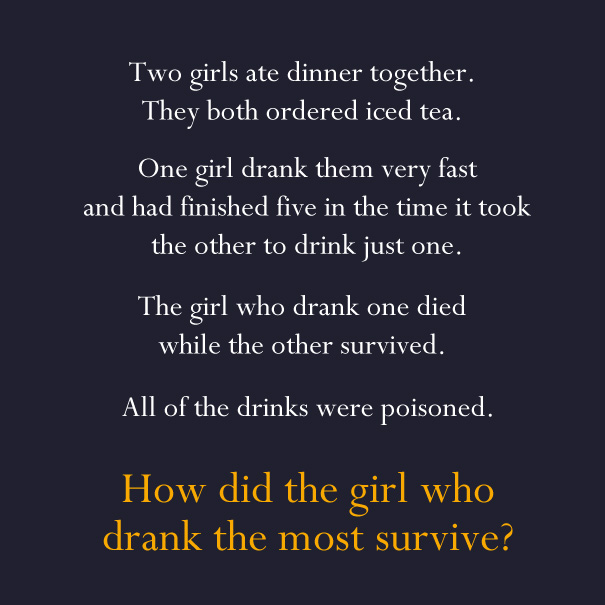 Two girls ate dinner together.
They both ordered iced tea.
One girl drank them very fast
and had finished five in the time it took
the other to drink just one.
The girl who drank one died
while the other survived.
All of the drinks were poisoned.
How did the girl who
drank the most survive?